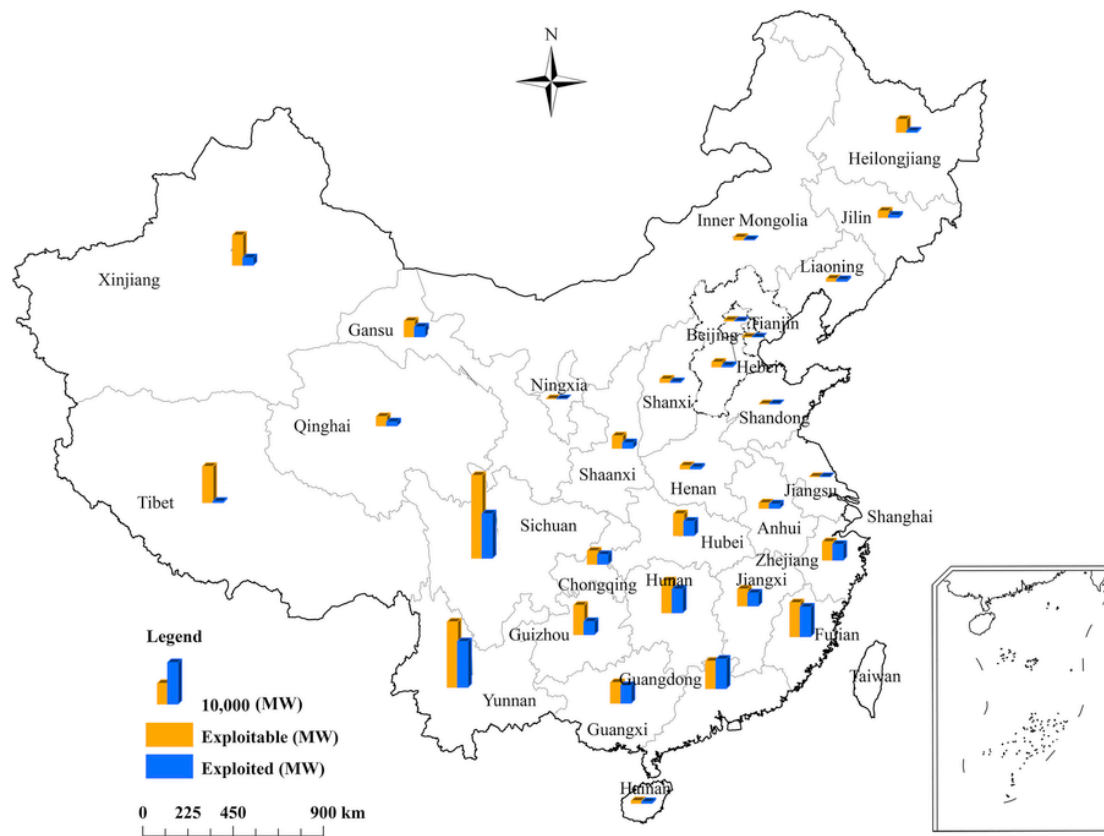 N
Heilongjiang
Inner Mongolia
Jilin
Liaoning
Xinjiang
Gansu
Beijing
Tianjin
Hebei
Ningxia
Shanxi
Shandong
Qinghai
Shaanxi
Henan
Jiangsu
Tibet
Sichuan
Hubei
Anhui
Shanghai
Zhejiang
Chongqing
Hunan
Jiangxi
Guizhou
Fujian
Legend
Yunnan
Guangdong
Taiwan
10,000 (MW)
Guangxi
Exploitable (MW)
Exploited (MW)
Hainan
0 225 450 900 km